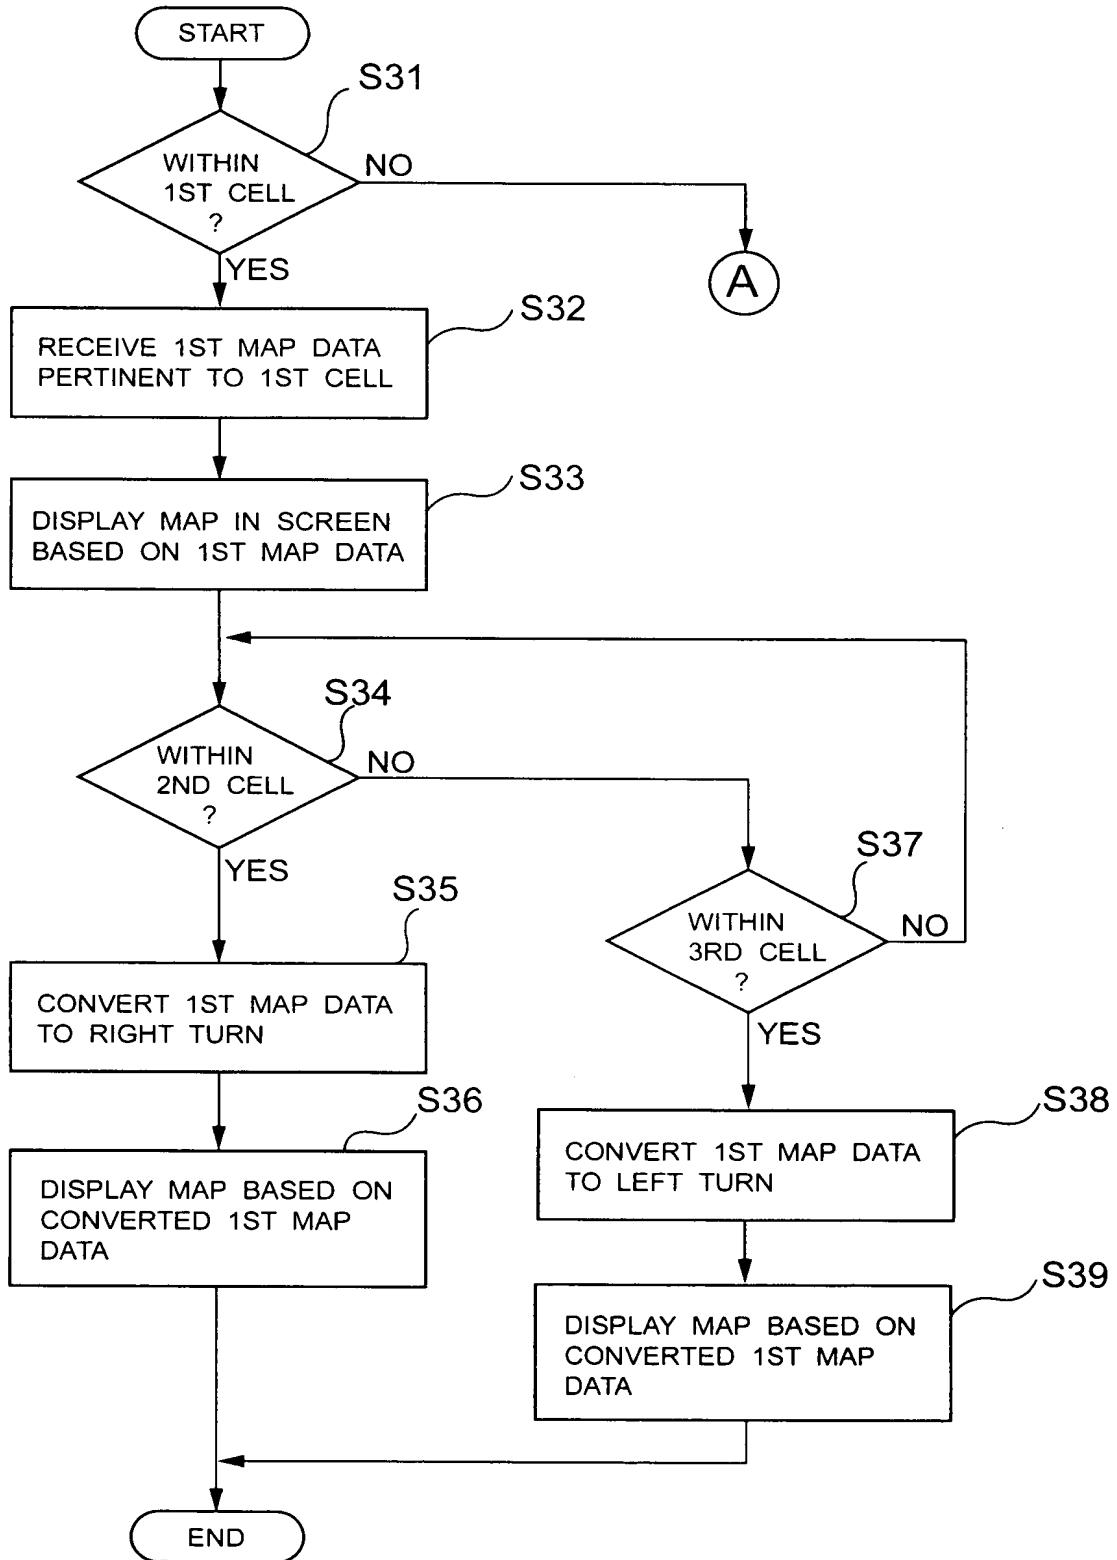 START
S31
WITHIN
1ST CELL
?
NO
YES
A
S32
RECEIVE 1ST MAP DATA
PERTINENT TO 1ST CELL
S33
DISPLAY MAP IN SCREEN
BASED ON 1ST MAP DATA
S34
WITHIN
2ND CELL
?
NO
YES
S37
WITHIN
3RD CELL
?
NO
YES
S35
CONVERT 1ST MAP DATA
TO RIGHT TURN
S36
DISPLAY MAP BASED ON
CONVERTED 1ST MAP
DATA
S38
CONVERT 1ST MAP DATA
TO LEFT TURN
S39
DISPLAY MAP BASED ON
CONVERTED 1ST MAP
DATA
END